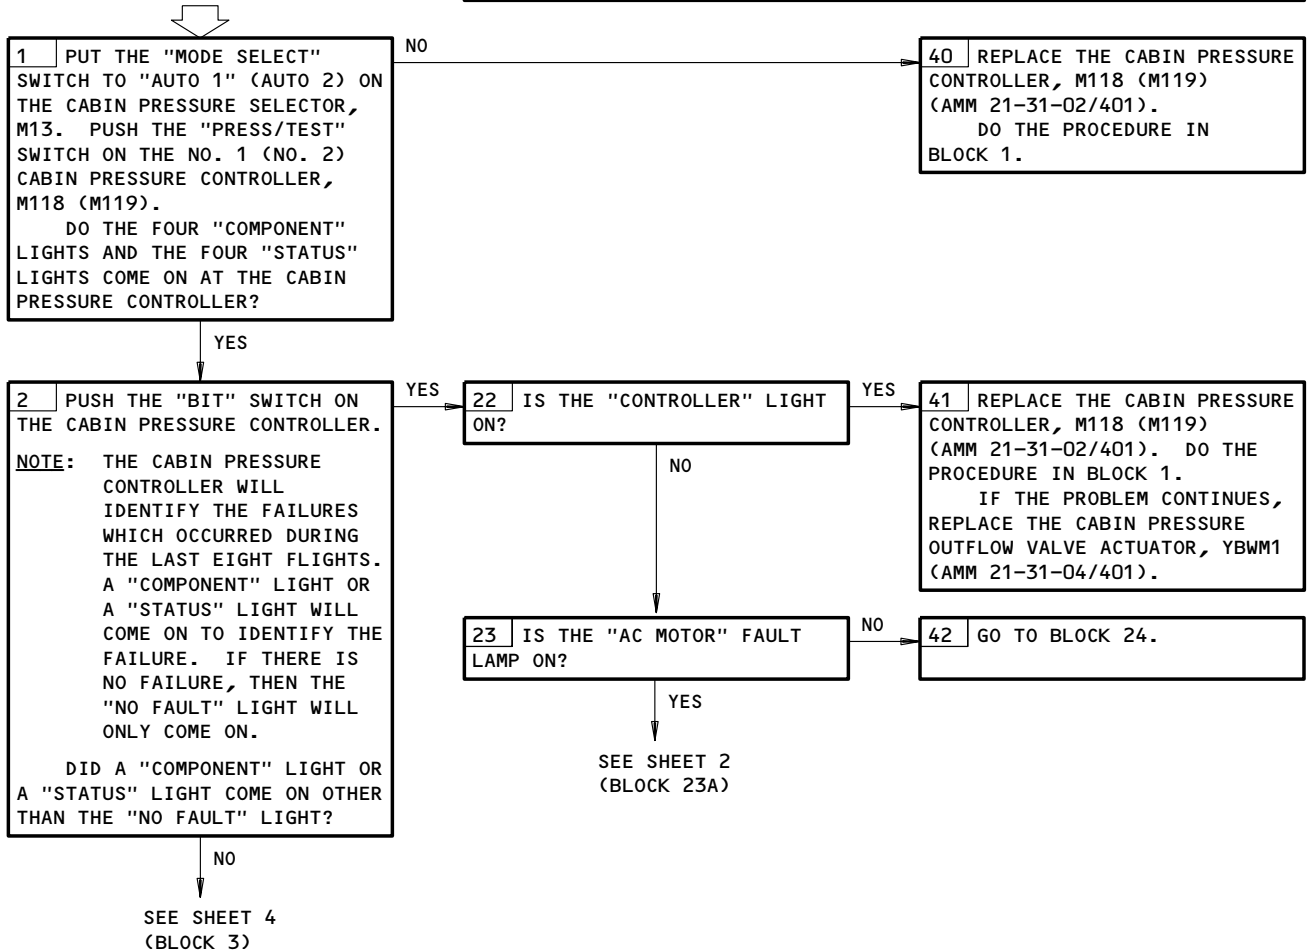 1 PUT THE "MODE SELECT"
SWITCH TO "AUTO 1" (AUTO 2) ON
THE CABIN PRESSURE SELECTOR,
M13. PUSH THE "PRESS/TEST"
SWITCH ON THE NO. 1 (NO. 2)
CABIN PRESSURE CONTROLLER,
M118 (M119).
DO THE FOUR "COMPONENT"
LIGHTS AND THE FOUR "STATUS"
LIGHTS COME ON AT THE CABIN
PRESSURE CONTROLLER?
NO
40 REPLACE THE CABIN PRESSURE
CONTROLLER, M118 (M119)
(AMM 21-31-02/401).
DO THE PROCEDURE IN
BLOCK 1.
YES
2 PUSH THE "BIT" SWITCH ON
THE CABIN PRESSURE CONTROLLER.
NOTE: THE CABIN PRESSURE
CONTROLLER WILL
IDENTIFY THE FAILURES
WHICH OCCURRED DURING
THE LAST EIGHT FLIGHTS.
A "COMPONENT" LIGHT OR
A "STATUS" LIGHT WILL
COME ON TO IDENTIFY THE
FAILURE. IF THERE IS
NO FAILURE, THEN THE
"NO FAULT" LIGHT WILL
ONLY COME ON.
DID A "COMPONENT" LIGHT OR
A "STATUS" LIGHT COME ON OTHER
THAN THE "NO FAULT" LIGHT?
YES
22 IS THE "CONTROLLER" LIGHT
ON?
YES
41 REPLACE THE CABIN PRESSURE
CONTROLLER, M118 (M119)
(AMM 21-31-02/401). DO THE
PROCEDURE IN BLOCK 1.
IF THE PROBLEM CONTINUES,
REPLACE THE CABIN PRESSURE
OUTFLOW VALVE ACTUATOR, YBWM1
(AMM 21-31-04/401).
NO
23 IS THE "AC MOTOR" FAULT
LAMP ON?
NO
42 GO TO BLOCK 24.
YES
SEE SHEET 2
(BLOCK 23A)
NO
SEE SHEET 4
(BLOCK 3)